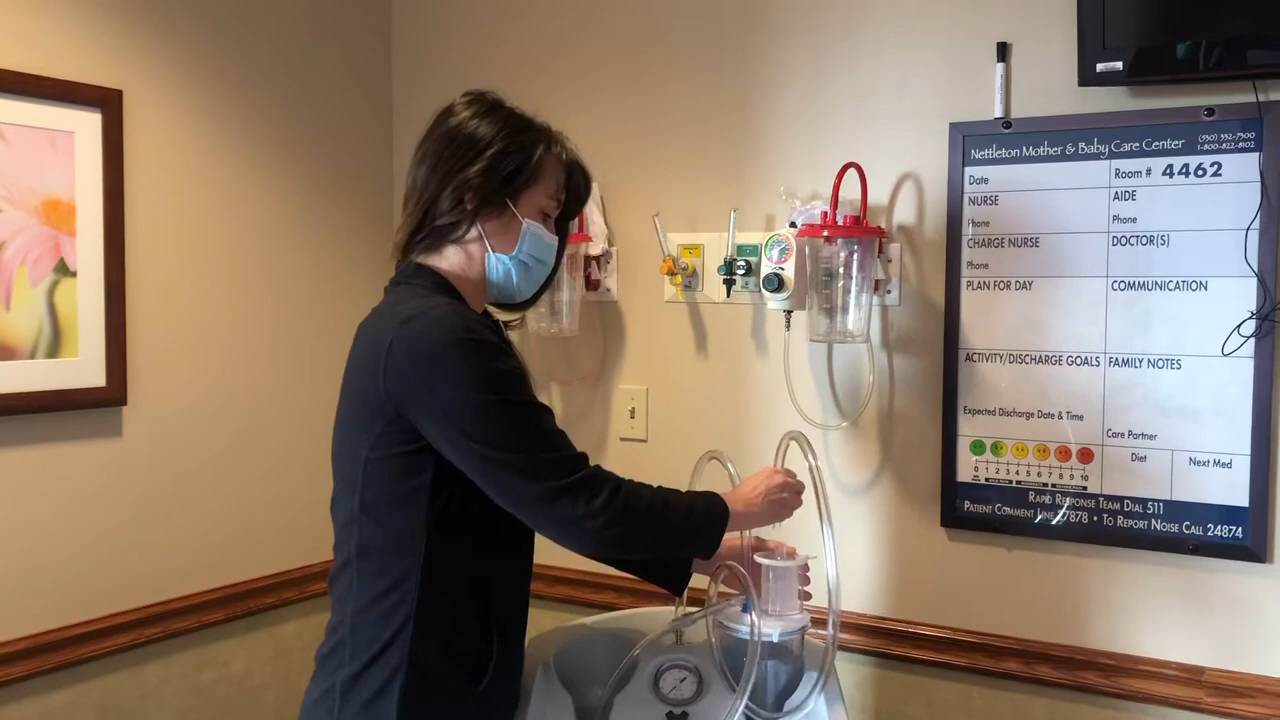 Nettleton Mother & Baby Care Center
(530) 332-7300
1-800-822-8102
Date
Room # 4462
NURSE
Phone
AIDE
Phone
CHARGE NURSE
Phone
DOCTOR(S)
PLAN FOR DAY
COMMUNICATION
ACTIVITY/DISCHARGE GOALS
Expected Discharge Date & Time
FAMILY NOTES
Care Partner
0 1 2 3 4 5 6 7 8 9 10
Diet
Next Med
RAPID RESPONSE TEAM DIAL 511
PATIENT COMMENT LINE 27878 • TO REPORT NOISE CALL 24874